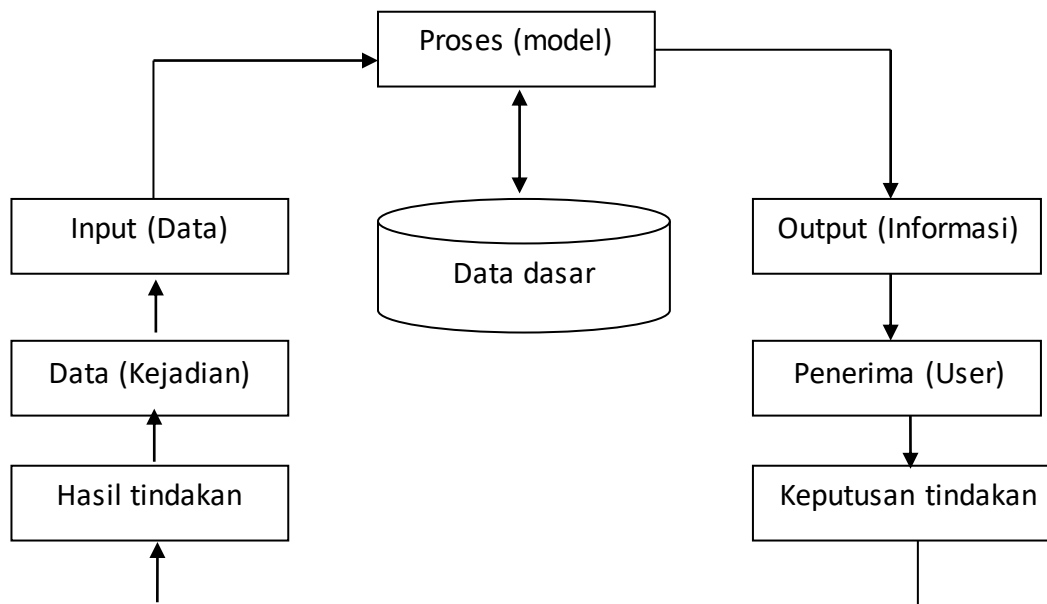 Proses (model)
Input (Data)
Data dasar
Output (Informasi)
Data (Kejadian)
Penerima (User)
Hasil tindakan
Keputusan tindakan